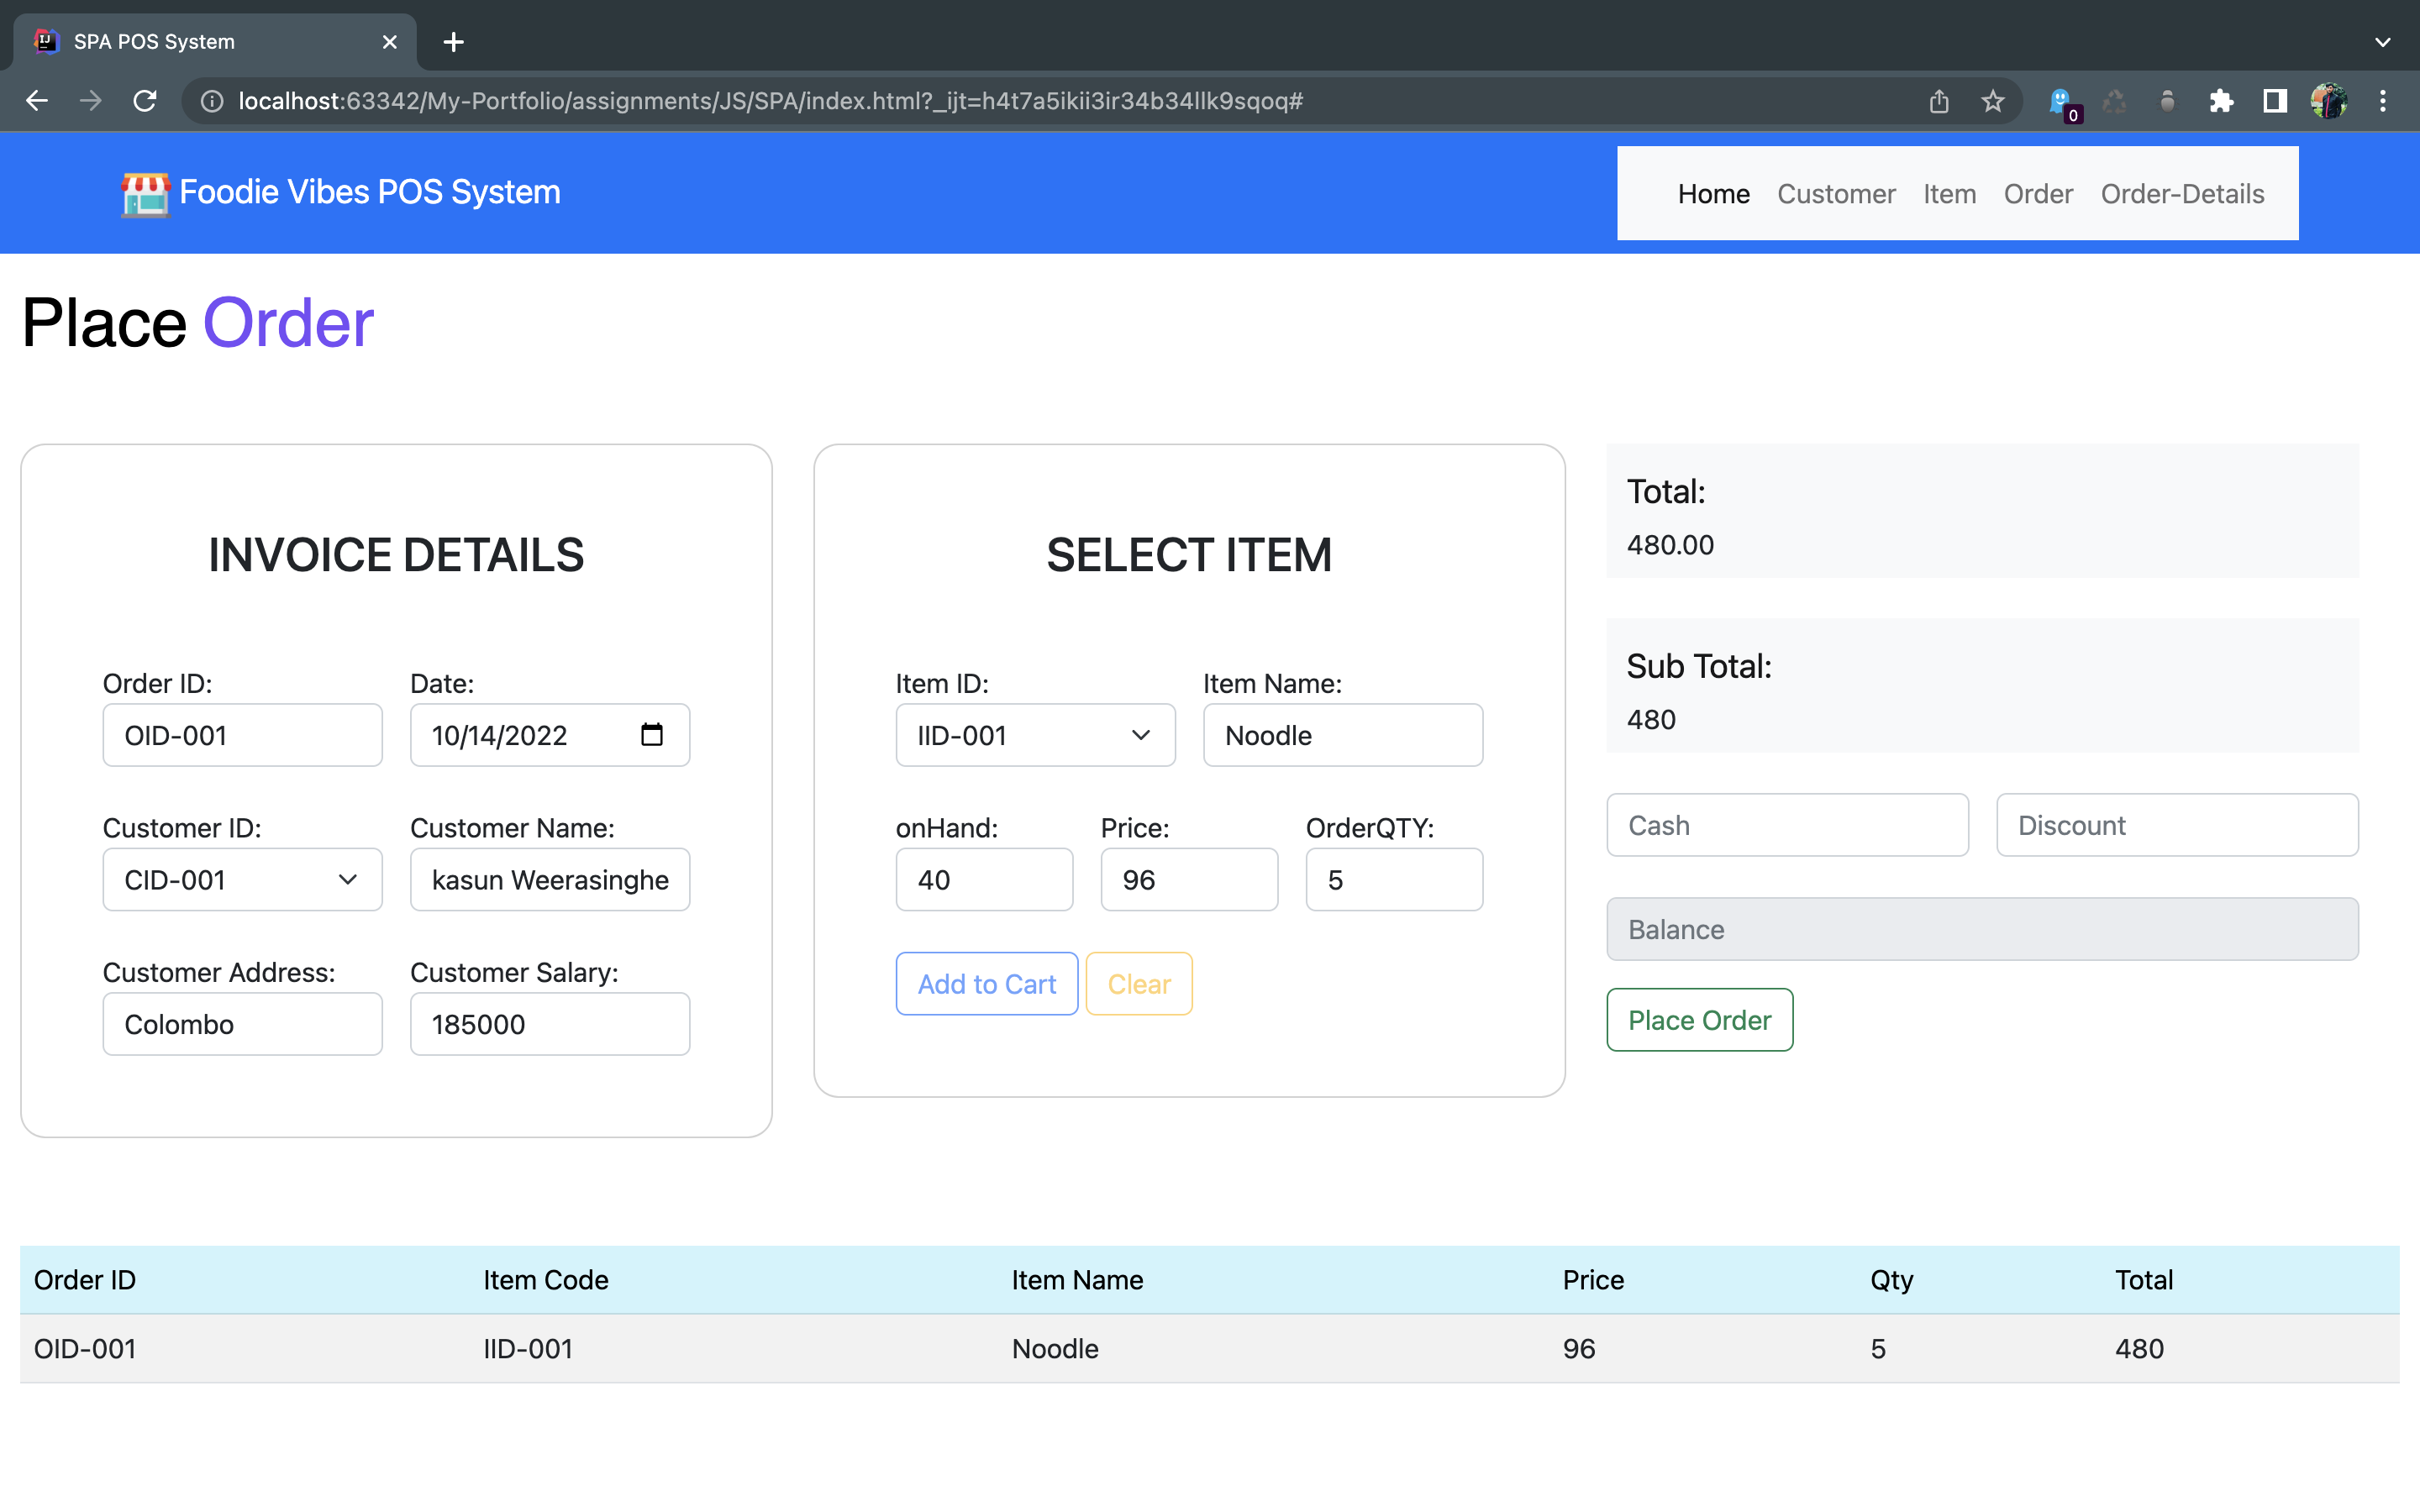 SPA POS System
localhost:63342/My-Portfolio/assignments/JS/SPA/index.html?_ijt=h4t7a5ikii3ir34b34llk9sqoq#
0
Foodie Vibes POS System
Home Customer Item Order Order-Details
Place Order
INVOICE DETAILS
Order ID: Date:
OID-001 10/14/2022
Customer ID: Customer Name:
CID-001 kasun Weerasinghe
Customer Address: Customer Salary:
Colombo 185000
SELECT ITEM
Item ID: Item Name:
IID-001 Noodle
onHand: Price: OrderQTY:
40 96 5
Add to Cart Clear
Total:
480.00
Sub Total:
480
Cash Discount
Balance
Place Order
Order ID Item Code Item Name Price Qty Total
OID-001 IID-001 Noodle 96 5 480